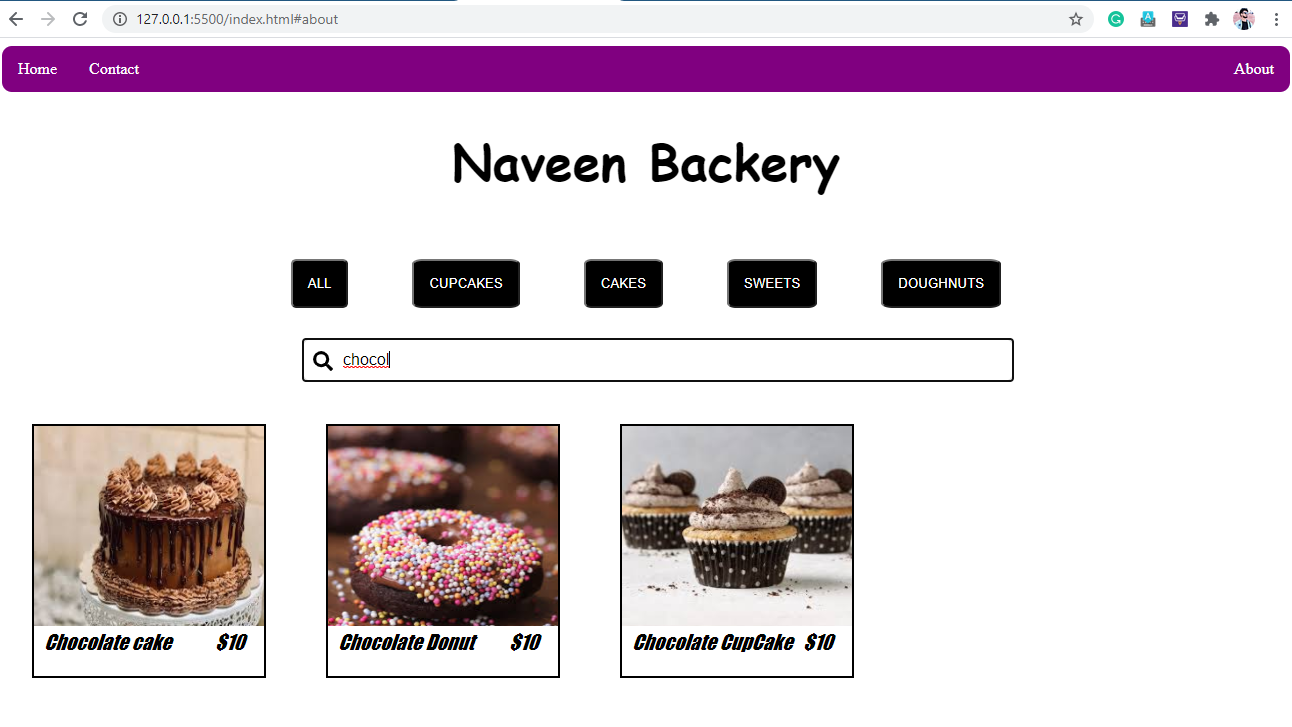 127.0.0.1:5500/index.html#about
Home Contact About
Naveen Backery
ALL CUPCAKES CAKES SWEETS DOUGHNUTS
chocol
Chocolate cake $10 Chocolate Donut $10 Chocolate CupCake $10